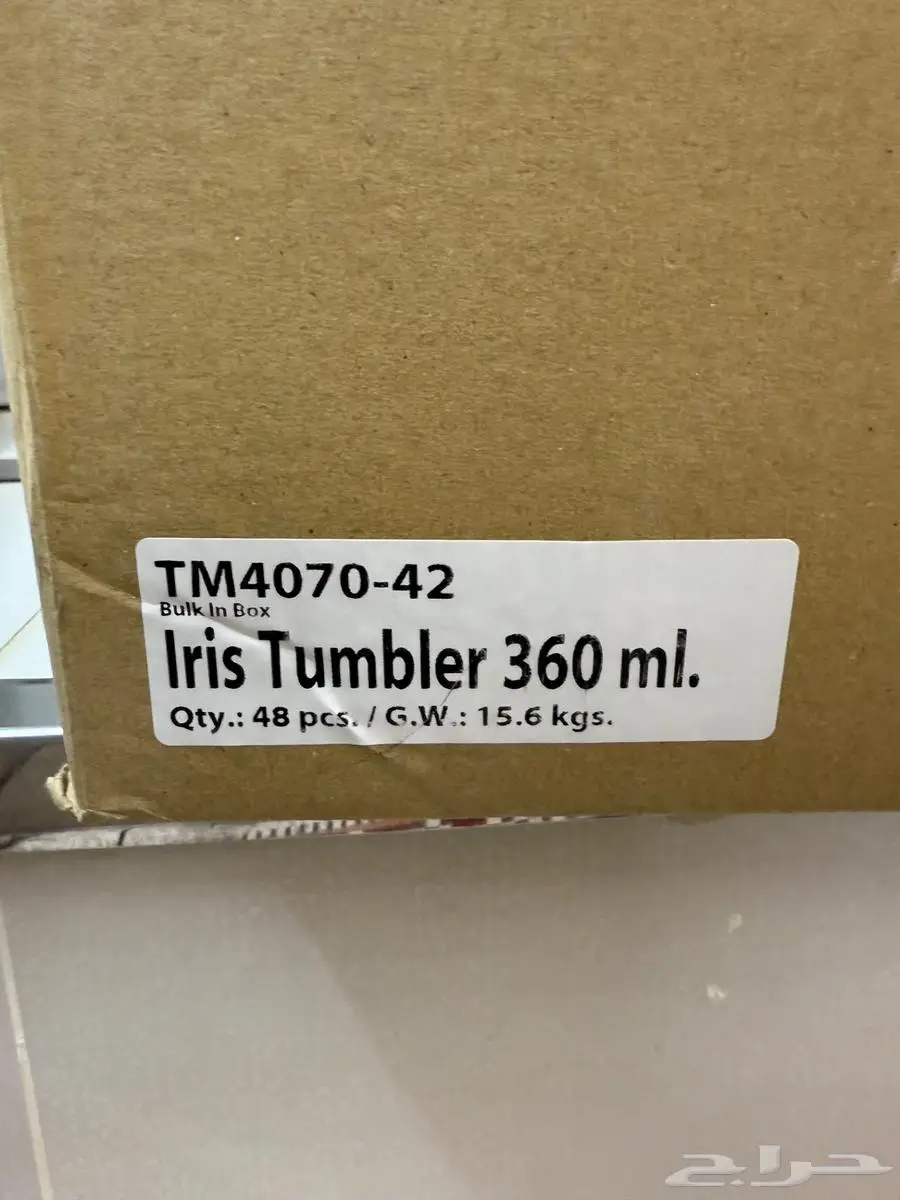 TM4070-42
Bulk In Box
Iris Tumbler 360 ml.
Qty.: 48 pcs. / G.W.: 15.6 kgs.
حراج